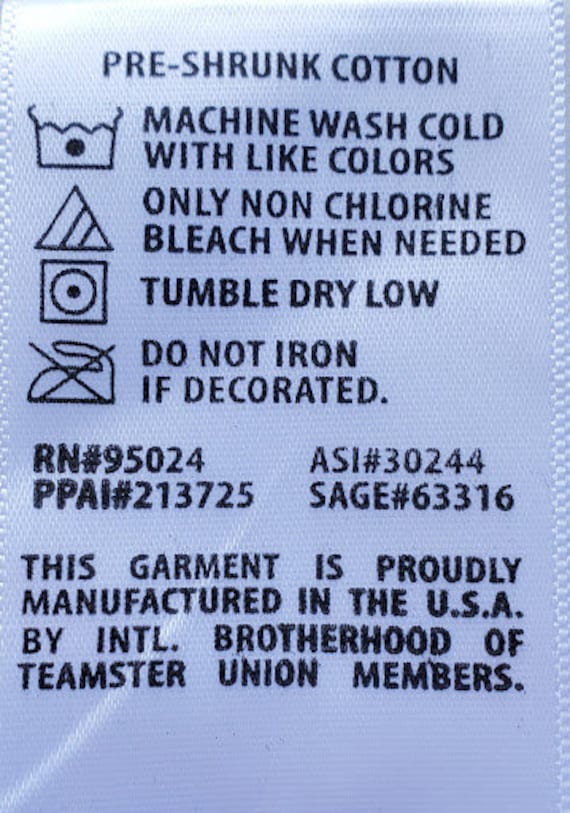 PRE-SHRUNK COTTON
MACHINE WASH COLD
WITH LIKE COLORS
ONLY NON CHLORINE
BLEACH WHEN NEEDED
TUMBLE DRY LOW
DO NOT IRON
IF DECORATED.
RN#95024 ASI#30244
PPAI#213725 SAGE#63316
THIS GARMENT IS PROUDLY
MANUFACTURED IN THE U.S.A.
BY INTL. BROTHERHOOD OF
TEAMSTER UNION MEMBERS.